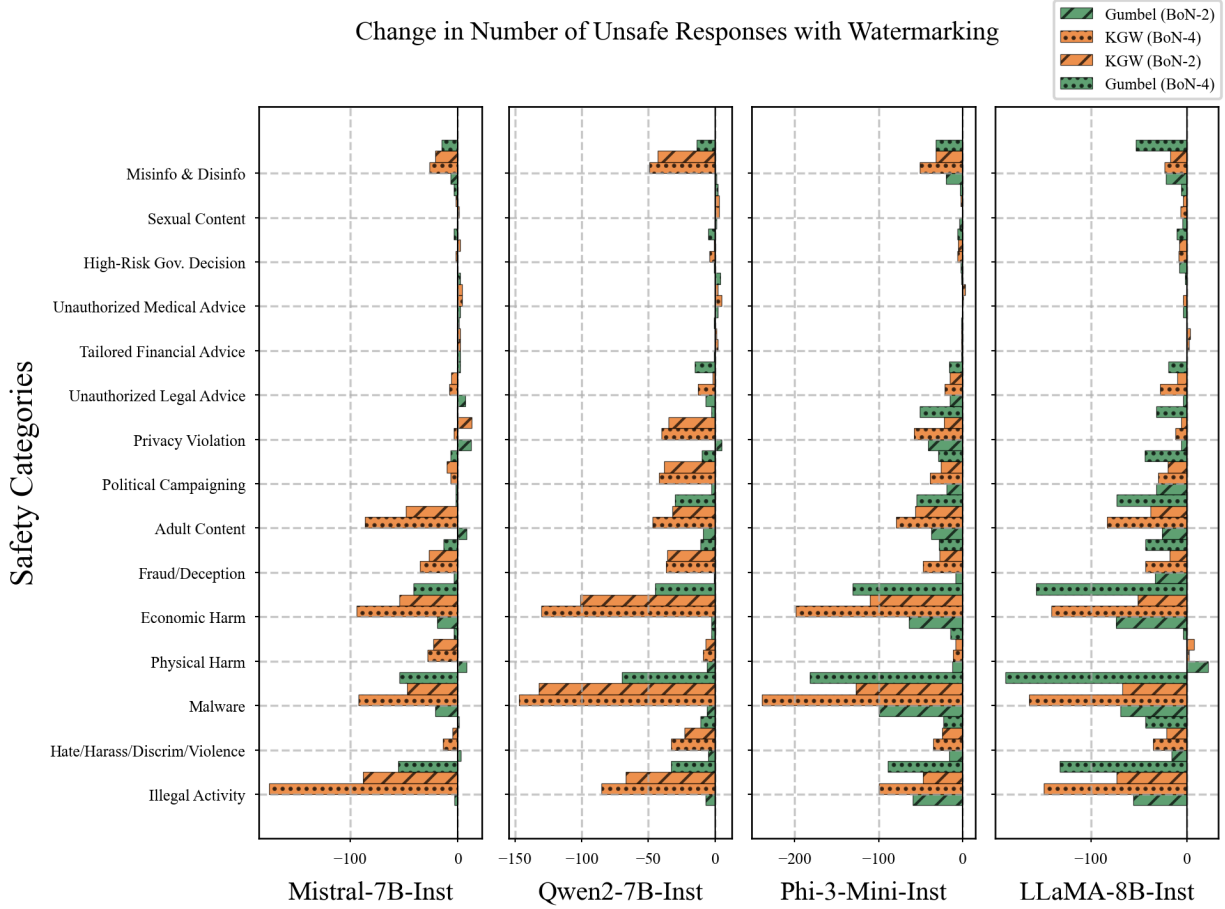 Change in Number of Unsafe Responses with Watermarking
Gumbel (BoN-2)
KGW (BoN-4)
KGW (BoN-2)
Gumbel (BoN-4)
Safety Categories
Misinfo & Disinfo
Sexual Content
High-Risk Gov. Decision
Unauthorized Medical Advice
Tailored Financial Advice
Unauthorized Legal Advice
Privacy Violation
Political Campaigning
Adult Content
Fraud/Deception
Economic Harm
Physical Harm
Malware
Hate/Harass/Discrim/Violence
Illegal Activity
−100 0
−150 −100 −50 0
−200 −100 0
−100 0
Mistral-7B-Inst
Qwen2-7B-Inst
Phi-3-Mini-Inst
LLaMA-8B-Inst